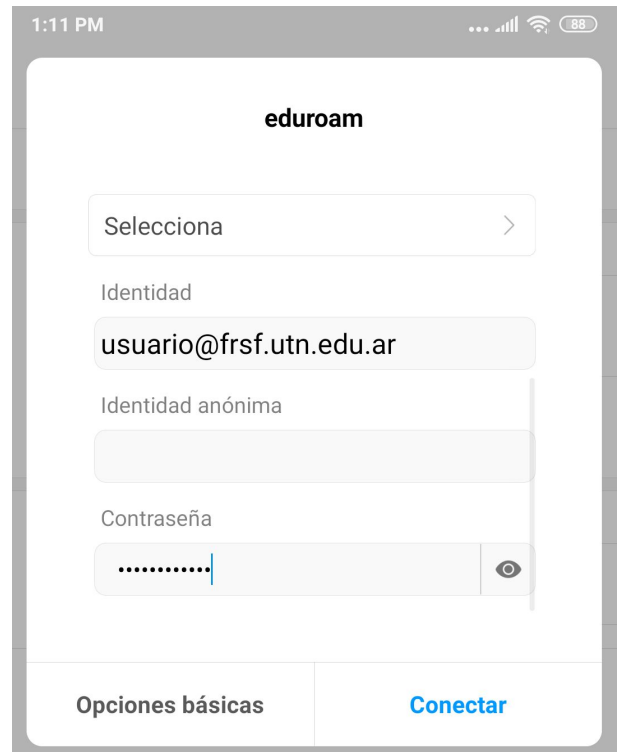 1:11 PM
88
eduroam
Selecciona
Identidad
usuario@frsf.utn.edu.ar
Identidad anónima
Contraseña
••••••••••••
Opciones básicas
Conectar